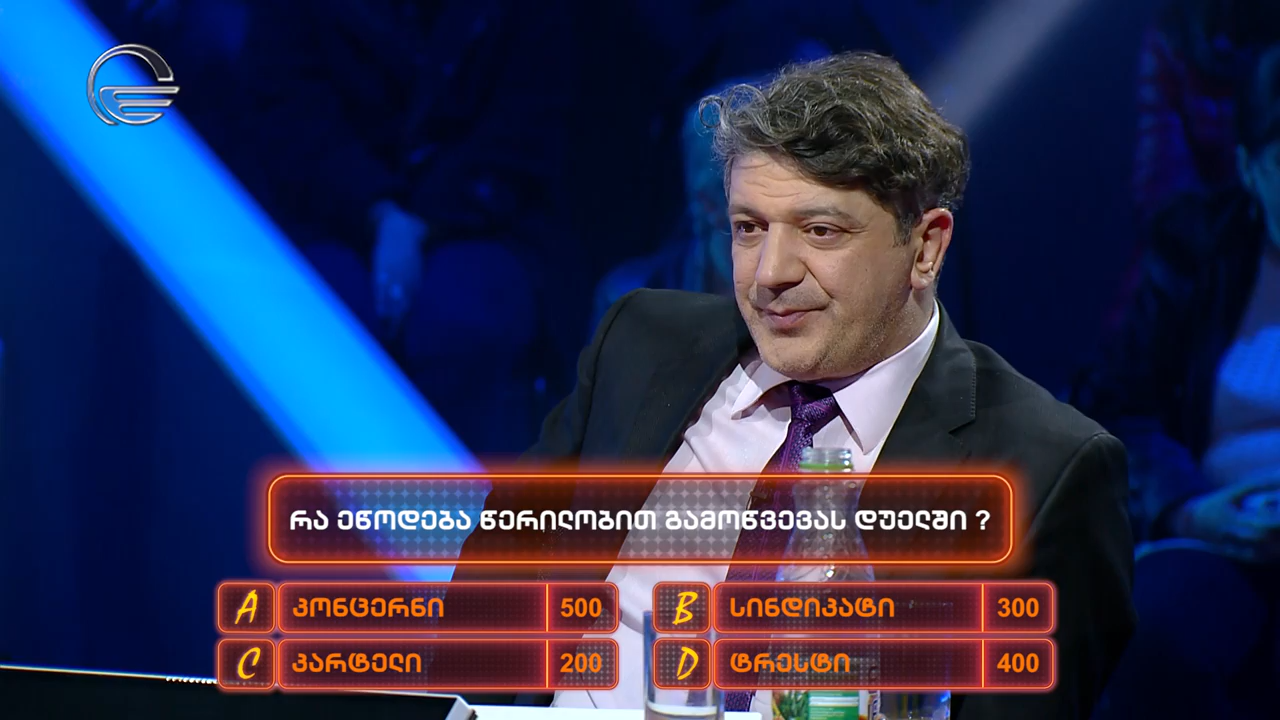 რა ეწოდება წერილობით გამოწვევას დუელში ?
A კონცერნი 500
B სინდიკატი 300
C კარტელი 200
D ტრესტი 400